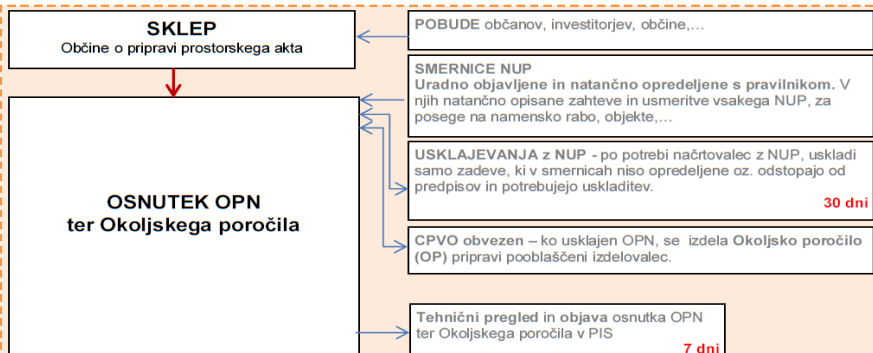 SKLEP
Občine o pripravi prostorskega akta
POBUDE občanov, investitorjev, občine,...
SMERNICE NUP
Uradno objavljene in natančno opredeljene s pravilnikom. V
njih natančno opisane zahteve in usmeritve vsakega NUP, za
posege na namensko rabo, objekte,...
OSNUTEK OPN
ter Okoljskega poročila
USKLAJEVANJA z NUP - po potrebi načrtovalec z NUP, uskladi
samo zadeve, ki v smernicah niso opredeljene oz. odstopajo od
predpisov in potrebujejo uskladitev.
30 dni
CPVO obvezen – ko usklajen OPN, se izdela Okoljsko poročilo
(OP) pripravi pooblaščeni izdelovalec.
Tehnični pregled in objava osnutka OPN
ter Okoljskega poročila v PIS
7 dni